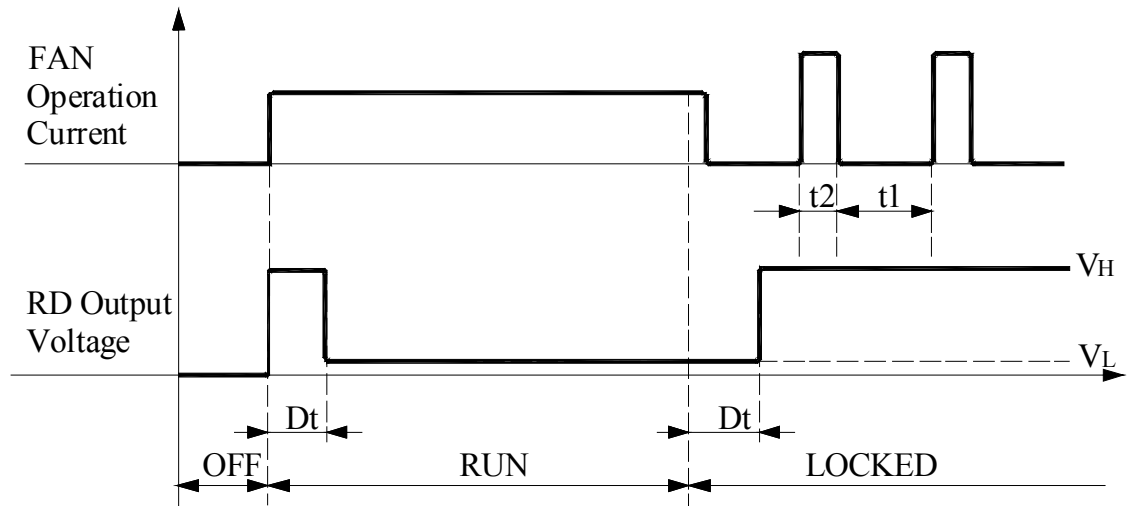 FAN
Operation
Current
t2
t1
VH
RD Output
Voltage
VL
Dt
Dt
OFF
RUN
LOCKED